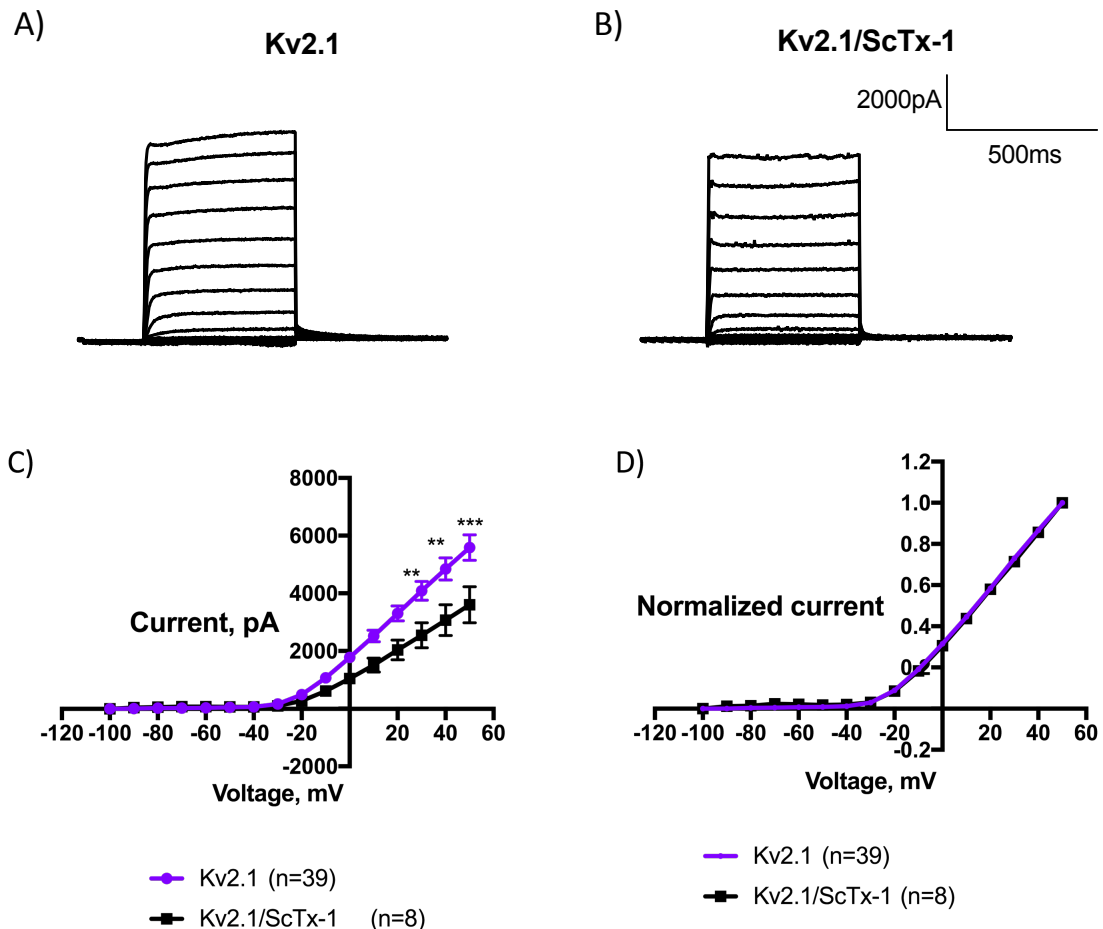 A)
Kv2.1
B)
Kv2.1/ScTx-1
2000pA
500ms
C)
8000
6000
4000
2000
-2000
***
**
**
Current, pA
-120 -100 -80 -60 -40 -20 20 40 60
Voltage, mV
Kv2.1 (n=39)
Kv2.1/ScTx-1 (n=8)
D)
1.2
1.0
0.8
0.6
0.4
0.2
-0.2
Normalized current
-120 -100 -80 -60 -40 -20 20 40 60
Voltage, mV
Kv2.1 (n=39)
Kv2.1/ScTx-1 (n=8)